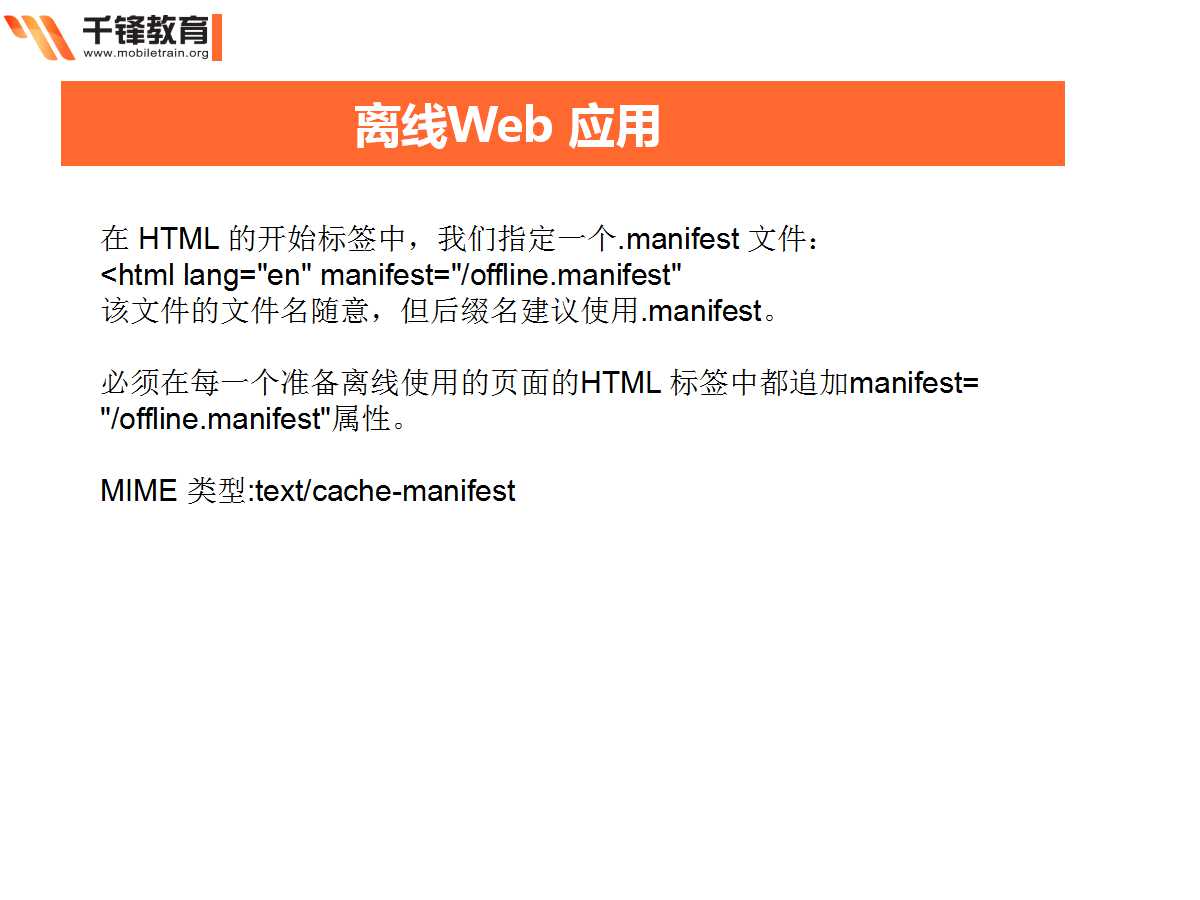 千锋教育
www.mobiletrain.org
离线Web 应用
在 HTML 的开始标签中，我们指定一个.manifest 文件：
<html lang="en" manifest="/offline.manifest"
该文件的文件名随意，但后缀名建议使用.manifest。
必须在每一个准备离线使用的页面的HTML 标签中都追加manifest=
"/offline.manifest"属性。
MIME 类型:text/cache-manifest